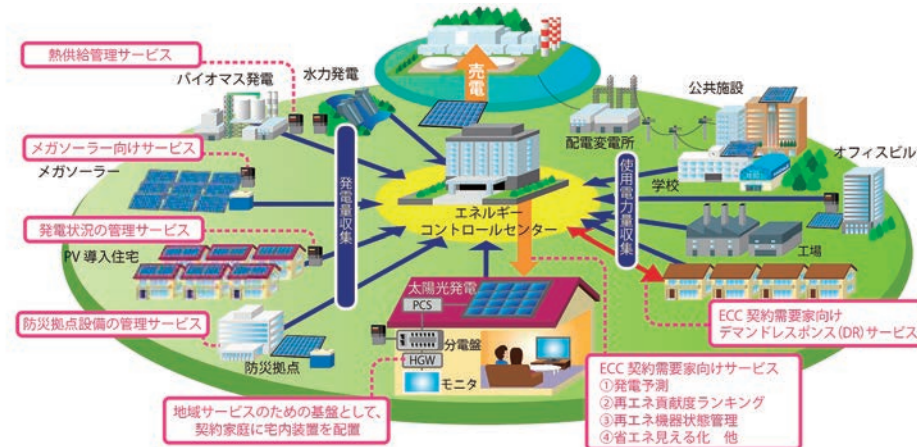 熱供給管理サービス
バイオマス発電
水力発電
売電
公共施設
配電変電所
メガソーラー向けサービス
メガソーラー
オフィスビル
学校
発電量収集
使用電力量収集
エネルギー
コントロールセンター
発電状況の管理サービス
PV導入住宅
工場
太陽光発電
PCS
防災拠点設備の管理サービス
防災拠点
分電盤
HGW
モニタ
ECC 契約需要家向け
デマンドレスポンス(DR)サービス
地域サービスのための基盤として、
契約家庭に宅内装置を配置
ECC 契約需要家向けサービス
①発電予測
②再エネ貢献度ランキング
③再エネ機器状態管理
④省エネ見える化 他